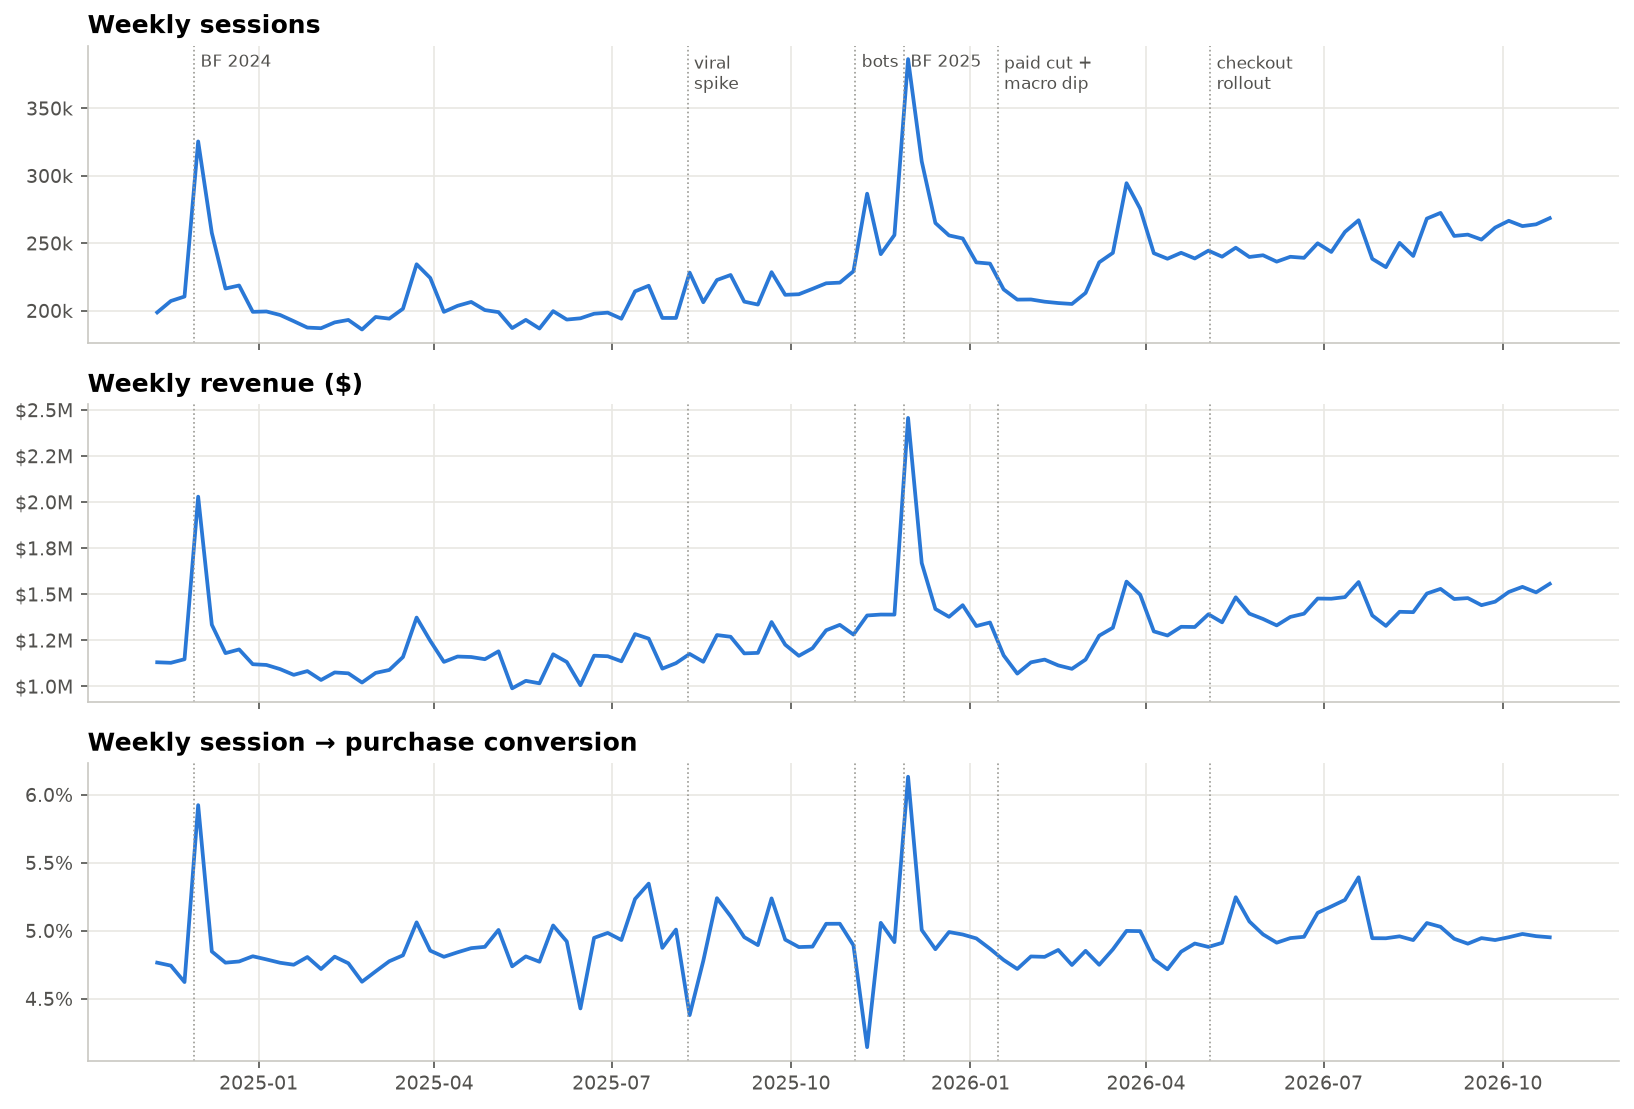 Weekly sessions
BF 2024
viral
spike
bots
BF 2025
paid cut +
macro dip
checkout
rollout
350k
300k
250k
200k
Weekly revenue ($)
$2.5M
$2.2M
$2.0M
$1.8M
$1.5M
$1.2M
$1.0M
Weekly session → purchase conversion
6.0%
5.5%
5.0%
4.5%
2025-01
2025-04
2025-07
2025-10
2026-01
2026-04
2026-07
2026-10